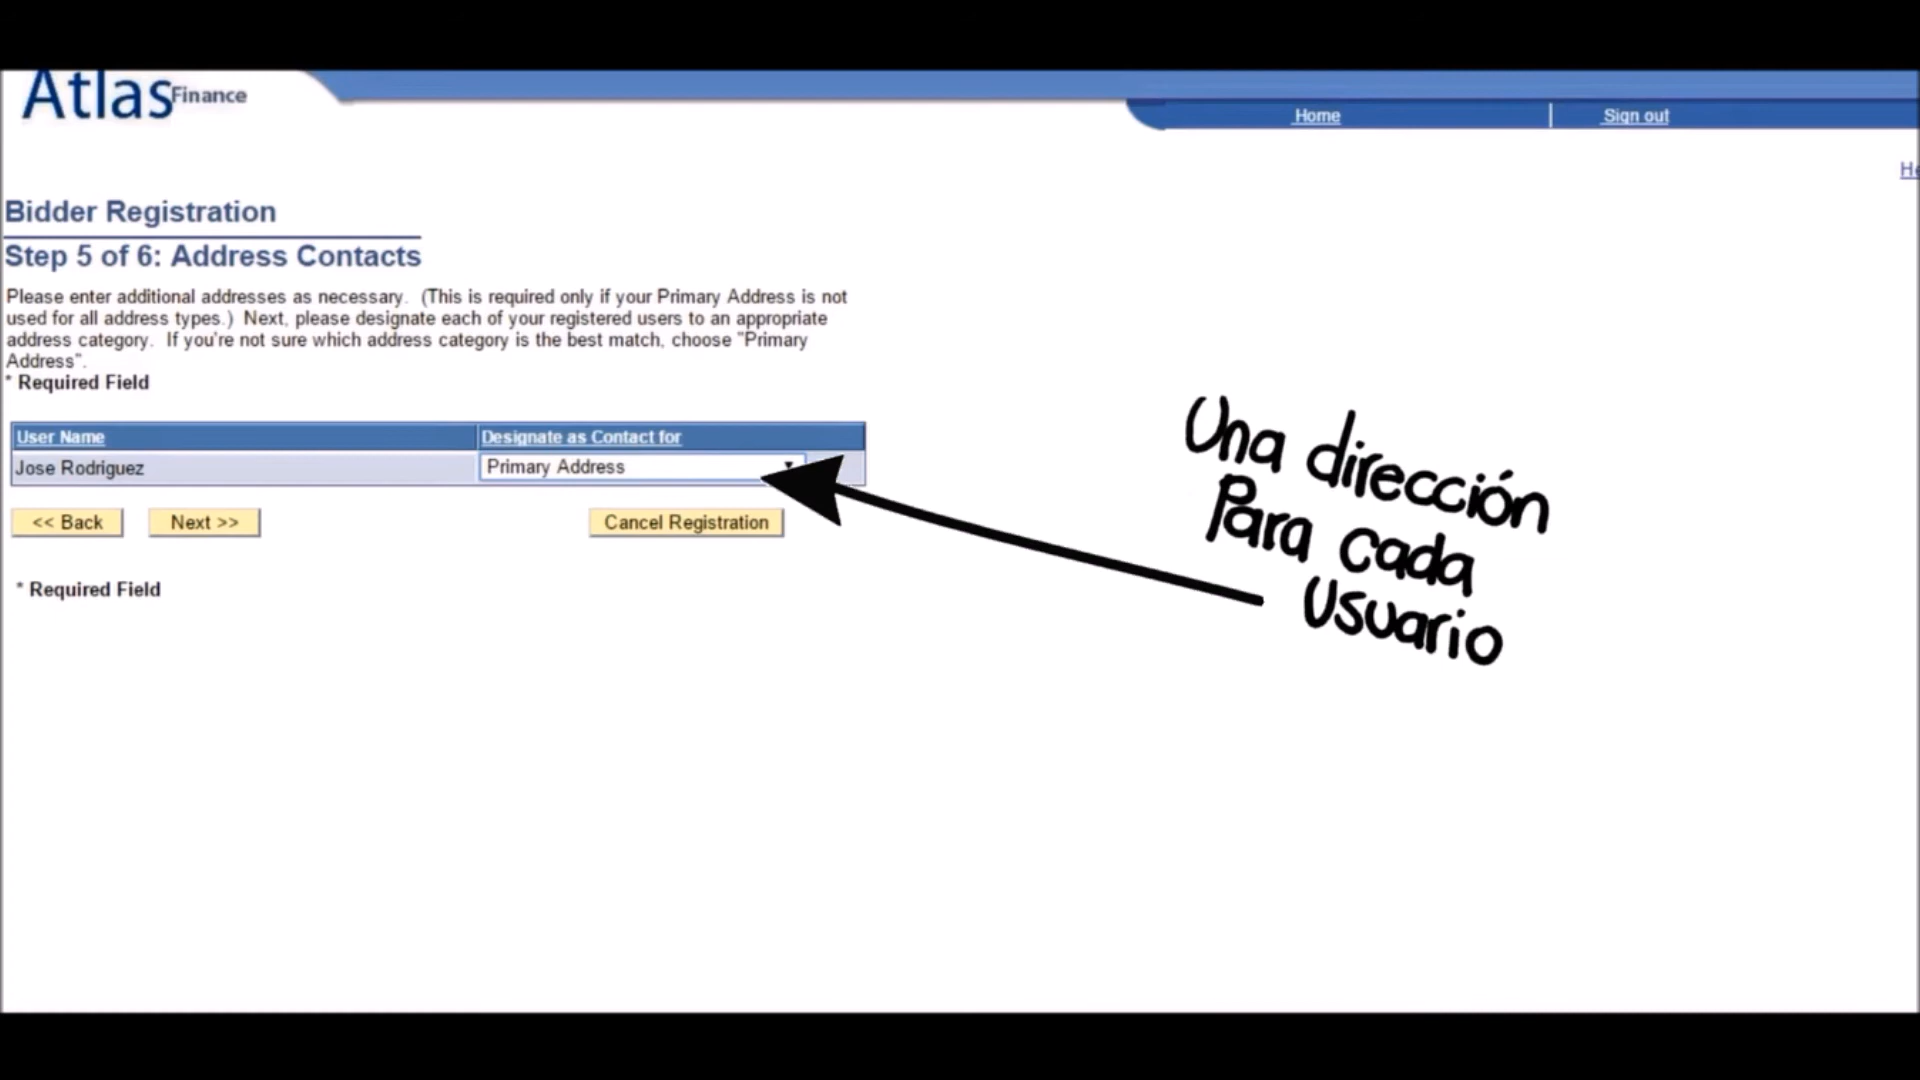 Atlas Finance
Home
Sign out
Bidder Registration
Step 5 of 6: Address Contacts
Please enter additional addresses as necessary. (This is required only if your Primary Address is not
used for all address types.) Next, please designate each of your registered users to an appropriate
address category. If you're not sure which address category is the best match, choose "Primary
Address".
* Required Field
User Name
Designate as Contact for
Jose Rodriguez
Primary Address
<< Back
Next >>
Cancel Registration
* Required Field
Una dirección
Para cada
Usuario